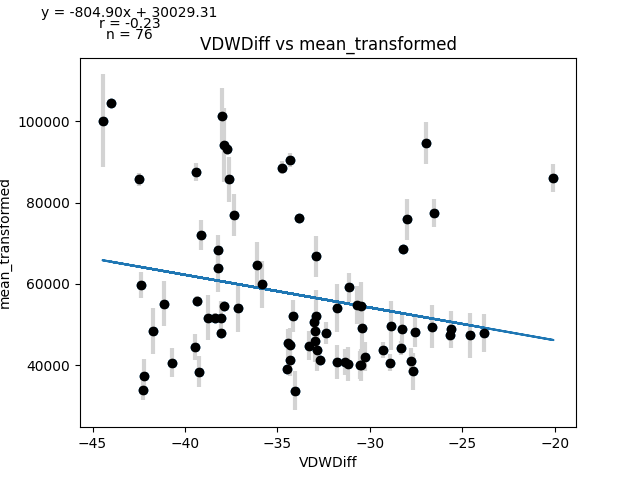 y = -804.90x + 30029.31
r = -0.23
n = 76
VDWDiff vs mean_transformed
mean_transformed
100000
80000
60000
40000
−45
−40
−35
−30
−25
−20
VDWDiff